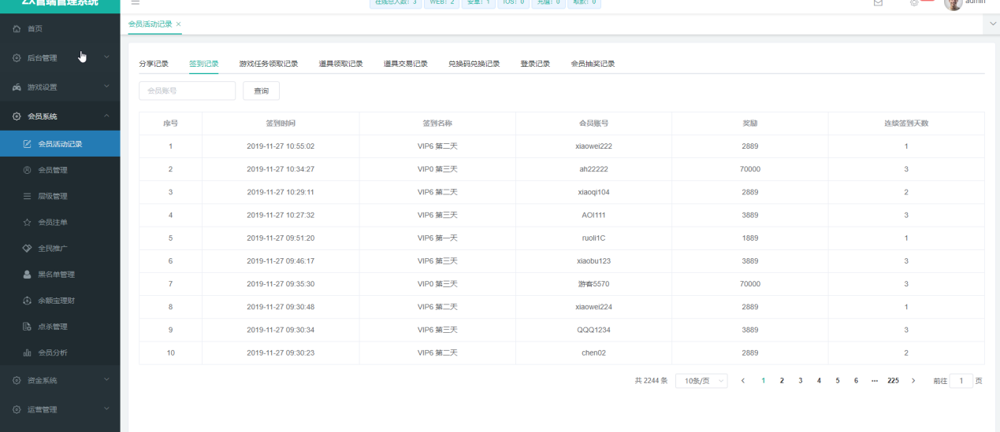 ZX管端管理系统
在线总人数: 3 WEB: 2 安卓: 1 IOS: 0 充值: 0 取款: 0
admin
首页
会员活动记录 ×
后台管理
分享记录 签到记录 游戏任务领取记录 道具领取记录 道具交易记录 兑换码兑换记录 登录记录 会员抽奖记录
游戏设置
会员账号 查询
会员系统
序号 签到时间 签到名称 会员账号 奖励 连续签到天数
会员活动记录
1 2019-11-27 10:55:02 VIP6 第二天 xiaowei222 2889 1
会员管理
2 2019-11-27 10:34:27 VIP0 第三天 ah22222 70000 3
层级管理
3 2019-11-27 10:29:11 VIP6 第二天 xiaoqi104 2889 2
会员注单
4 2019-11-27 10:27:32 VIP6 第三天 AOI111 3889 3
全民推广
5 2019-11-27 09:51:20 VIP6 第一天 ruoli1C 1889 1
黑名单管理
6 2019-11-27 09:46:17 VIP6 第三天 xiaobu123 3889 3
7 2019-11-27 09:35:30 VIP0 第三天 游客5570 70000 3
余额宝理财
8 2019-11-27 09:30:48 VIP6 第二天 xiaowei224 2889 1
点杀管理
9 2019-11-27 09:30:34 VIP6 第三天 QQQ1234 3889 3
会员分析
10 2019-11-27 09:30:23 VIP6 第二天 chen02 2889 2
资金系统
共 2244 条 10条/页 1 2 3 4 5 6 ••• 225 前往 1 页
运营管理